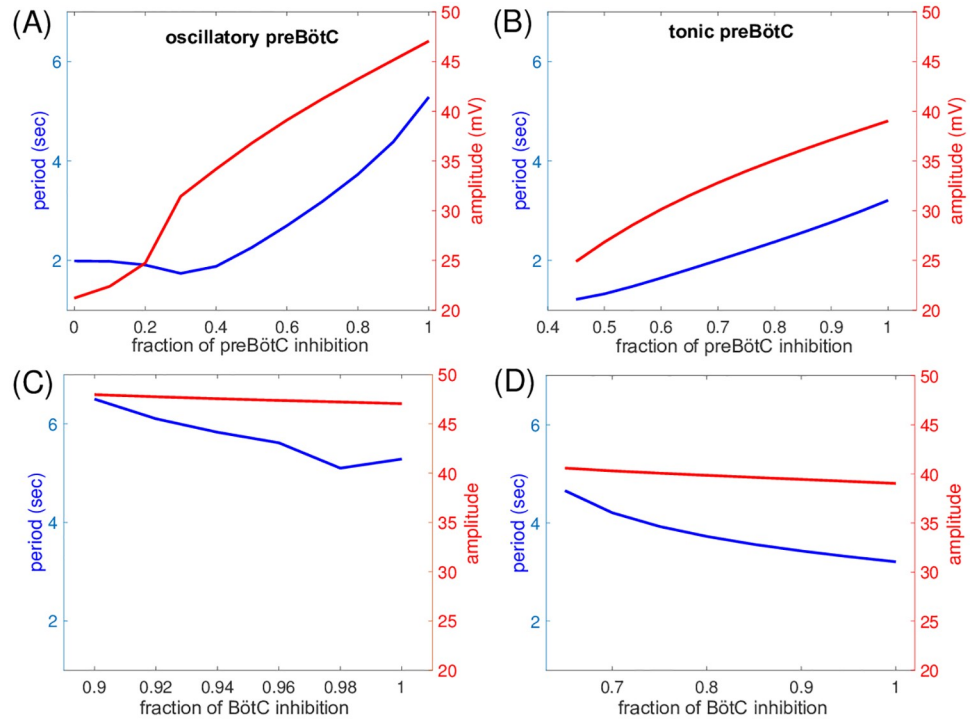 (A)
oscillatory preBötC
6
4
2
period (sec)
50
45
40
35
30
25
20
amplitude (mV)
0 0.2 0.4 0.6 0.8 1
fraction of preBötC inhibition
(B)
tonic preBötC
6
4
2
period (sec)
50
45
40
35
30
25
20
amplitude (mV)
0.4 0.5 0.6 0.7 0.8 0.9 1
fraction of preBötC inhibition
(C)
6
4
2
period (sec)
50
45
40
35
30
25
20
amplitude
0.9 0.92 0.94 0.96 0.98 1
fraction of BötC inhibition
(D)
6
4
2
period (sec)
50
45
40
35
30
25
20
amplitude
0.7 0.8 0.9 1
fraction of BötC inhibition